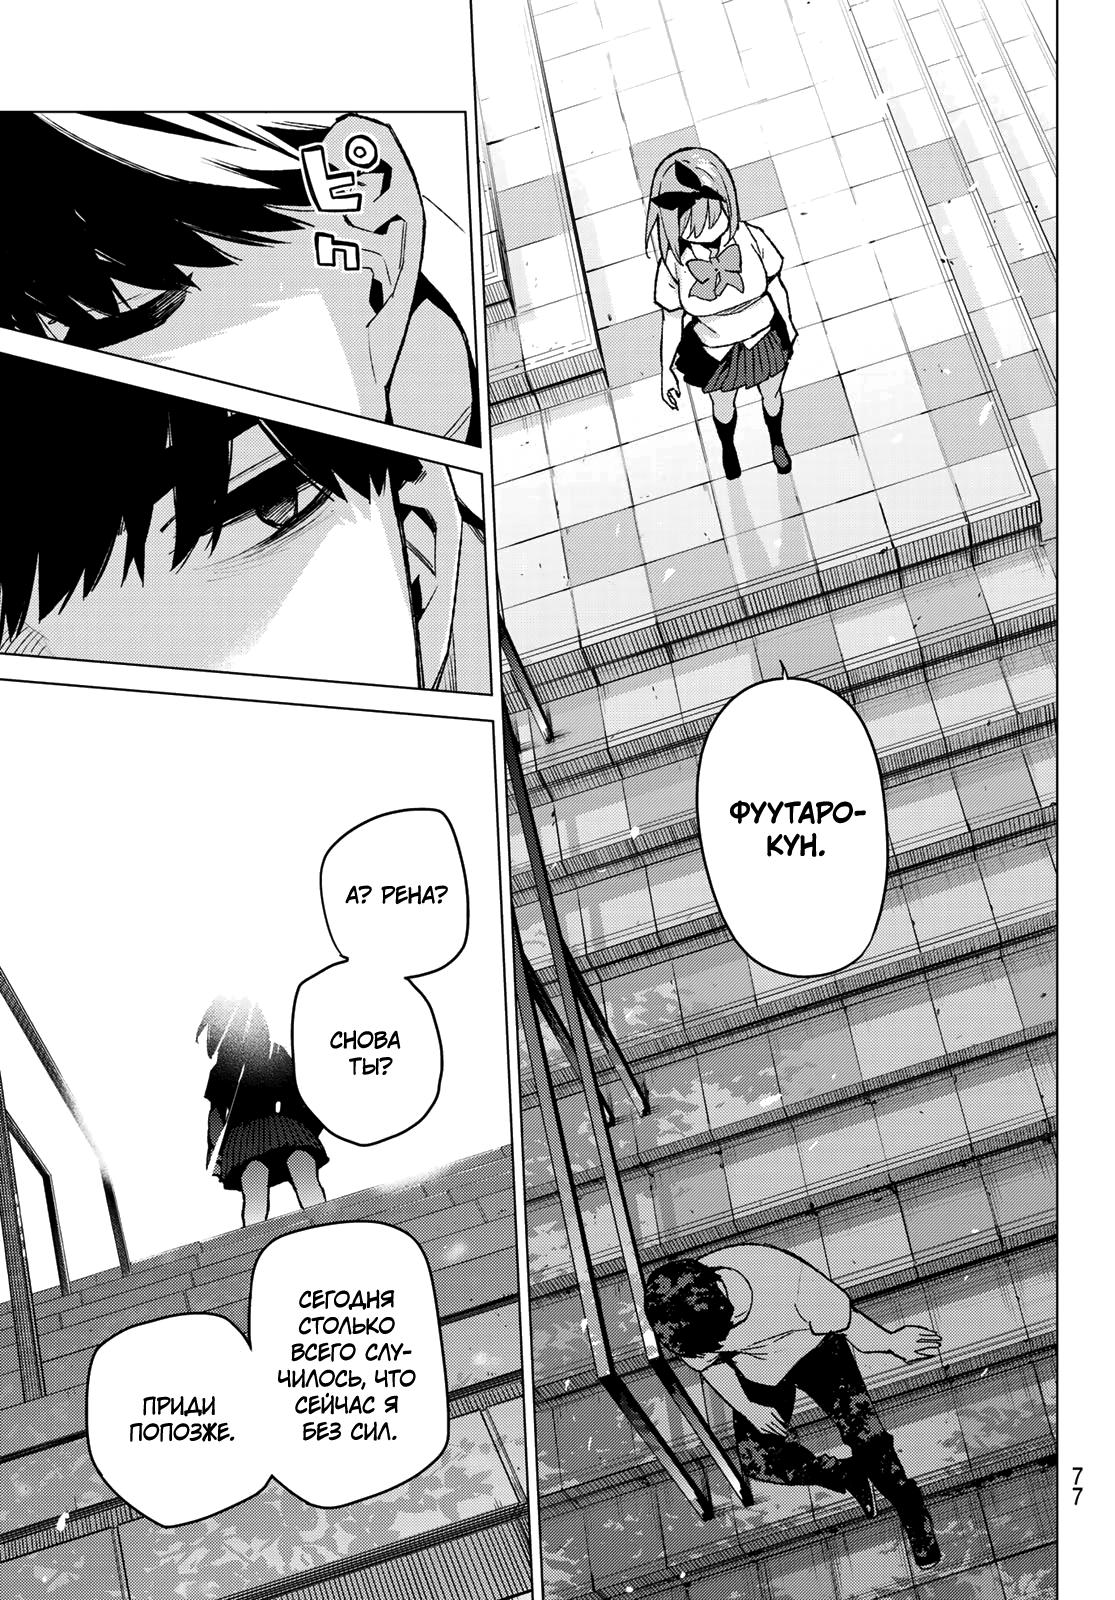 ФУУТАРО-
КУН.
ピクッ
А? РЕНА?
СНОВА
ТЫ?
СЕГОДНЯ
СТОЛЬКО
ВСЕГО СЛУ-
ЧИЛОСЬ, ЧТО
СЕЙЧАС Я
БЕЗ СИЛ.
ПРИДИ
ПОПОЗЖЕ.
77